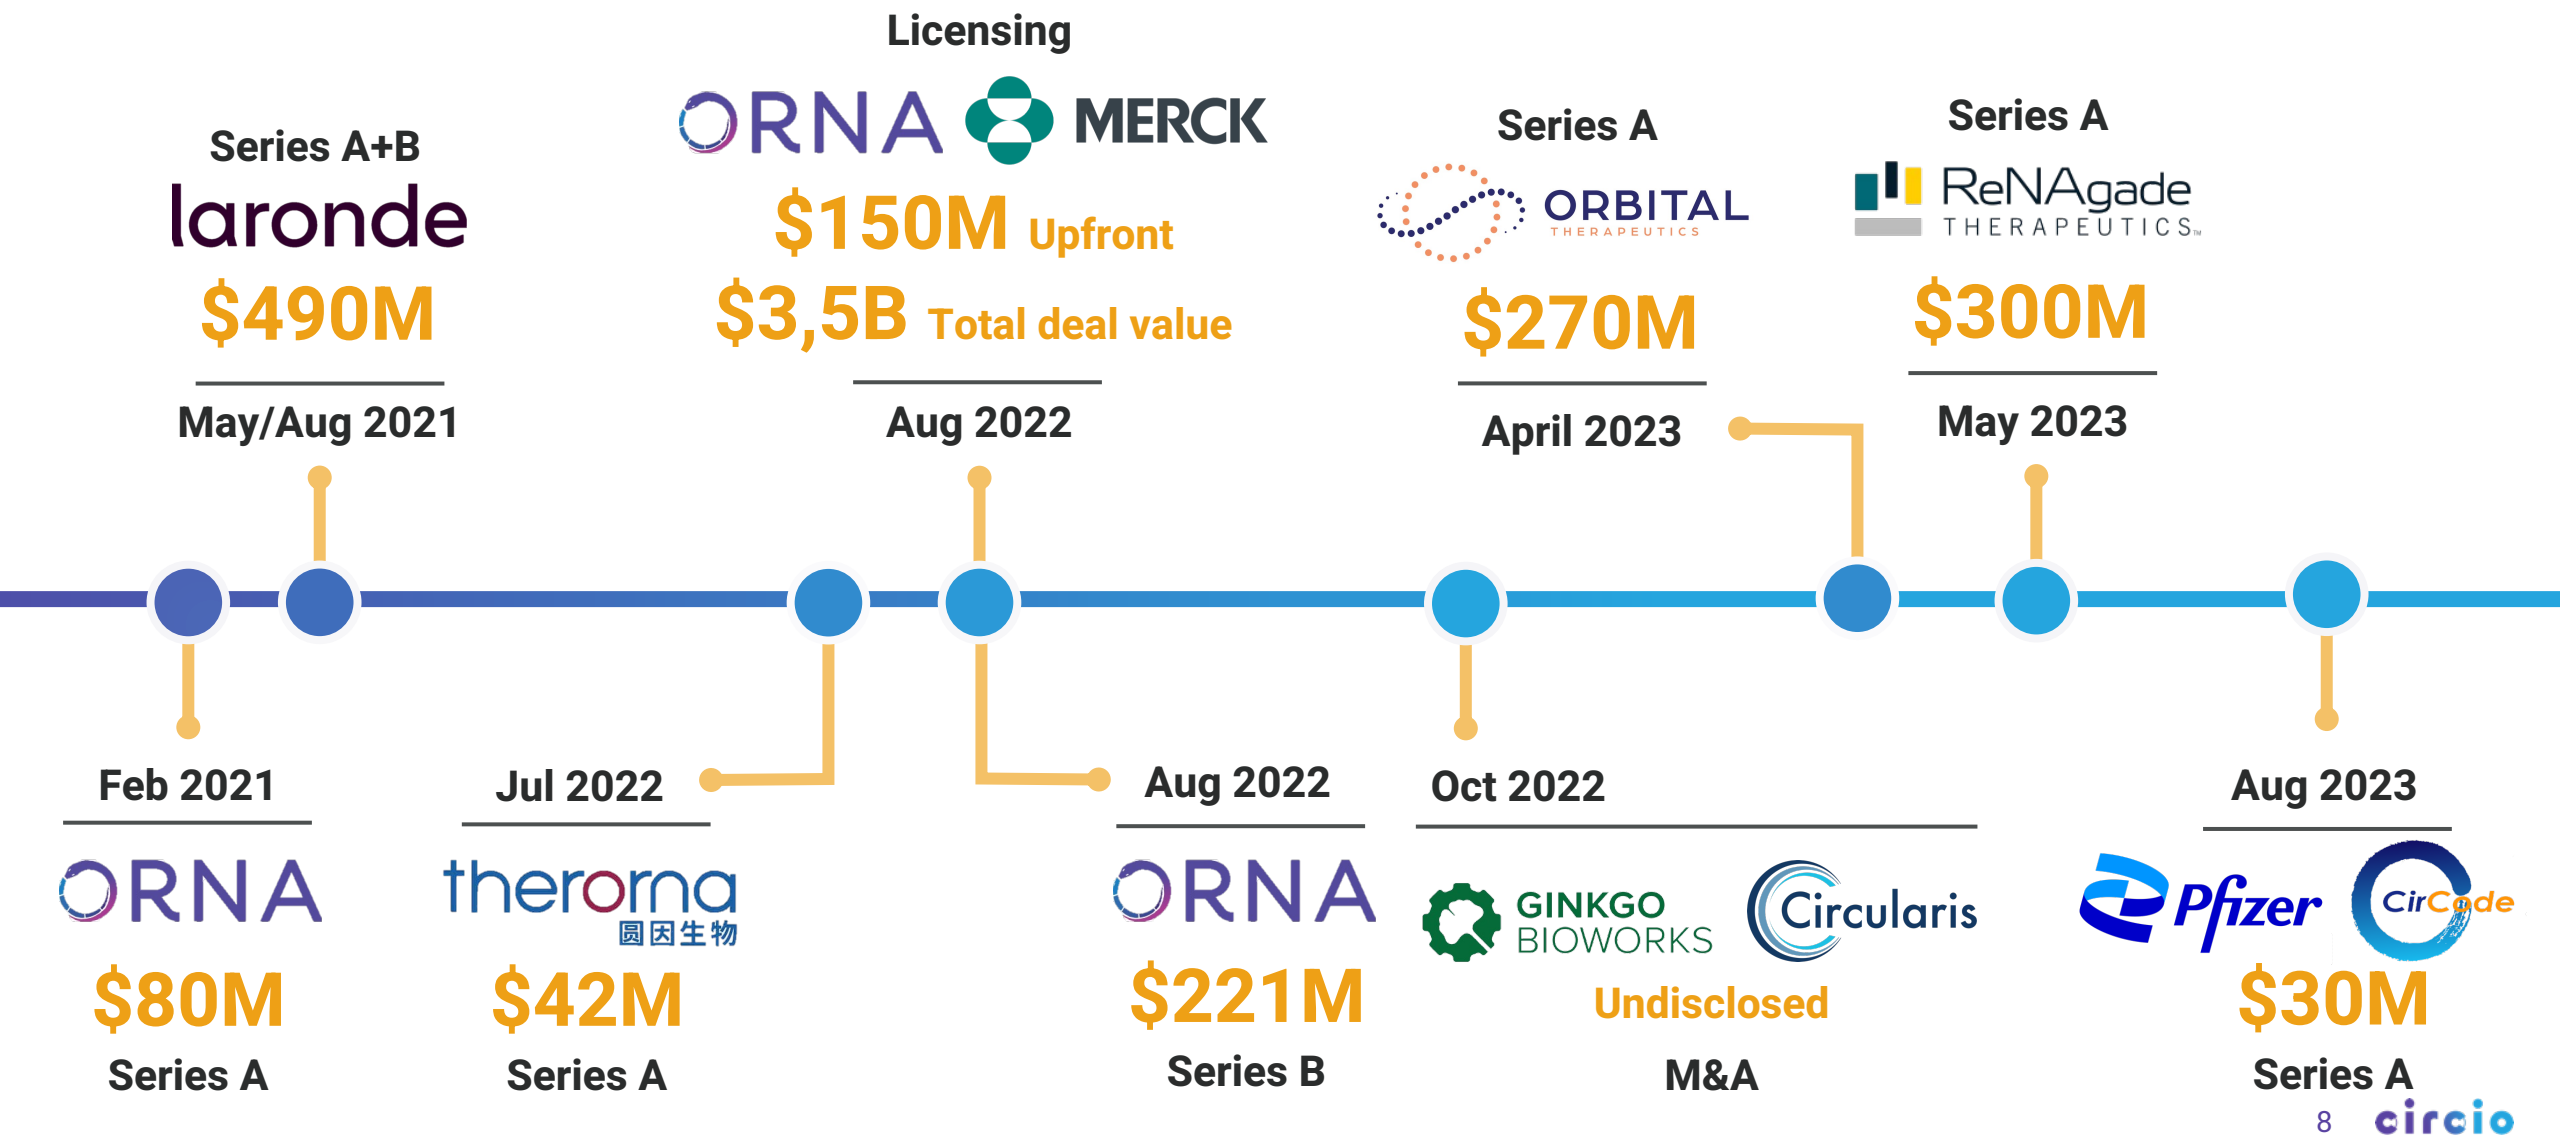 Licensing
ORNA MERCK
$150M Upfront
$3,5B Total deal value
Aug 2022
Series A+B
laronde
$490M
May/Aug 2021
Series A
ORBITAL
THERAPEUTICS
$270M
April 2023
Series A
ReNAgade
THERAPEUTICS™
$300M
May 2023
Feb 2021
ORNA
$80M
Series A
Jul 2022
therorna
圆因生物
$42M
Series A
Aug 2022
ORNA
$221M
Series B
Oct 2022
GINKGO
BIOWORKS
Circularis
Undisclosed
M&A
Aug 2023
Pfizer
CirCode
$30M
Series A
8 circio